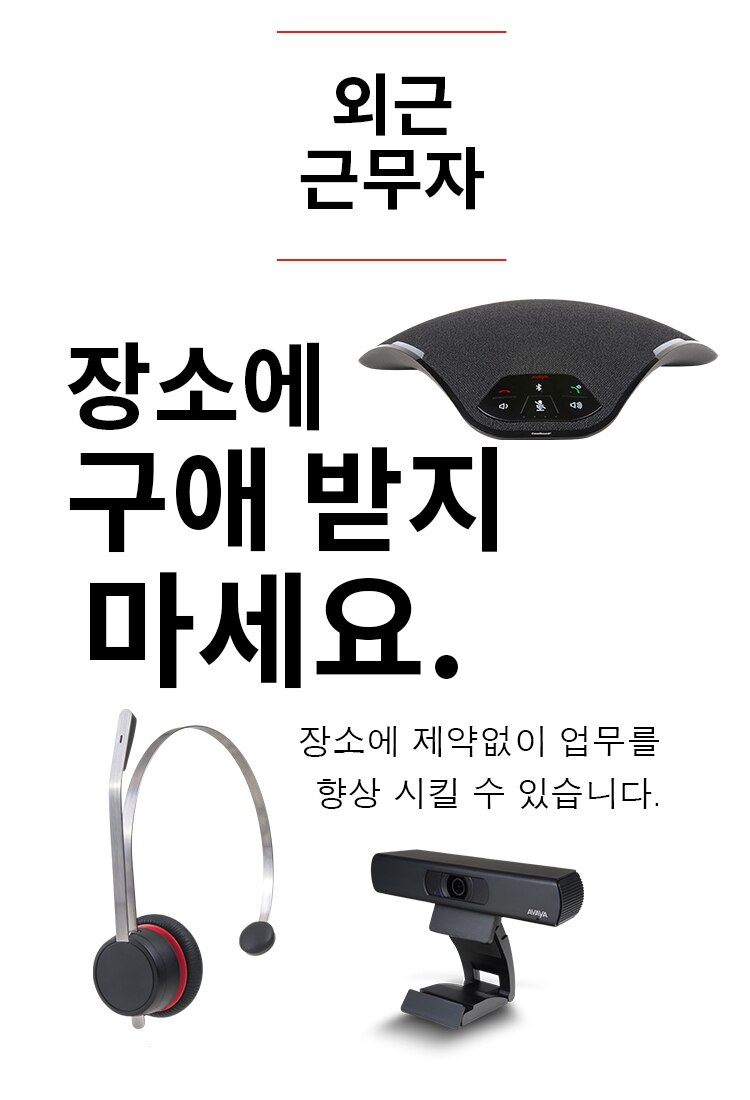 외근
근무자
장소에
구애 받지
마세요.
장소에 제약없이 업무를
향상 시킬 수 있습니다.
AVAYA